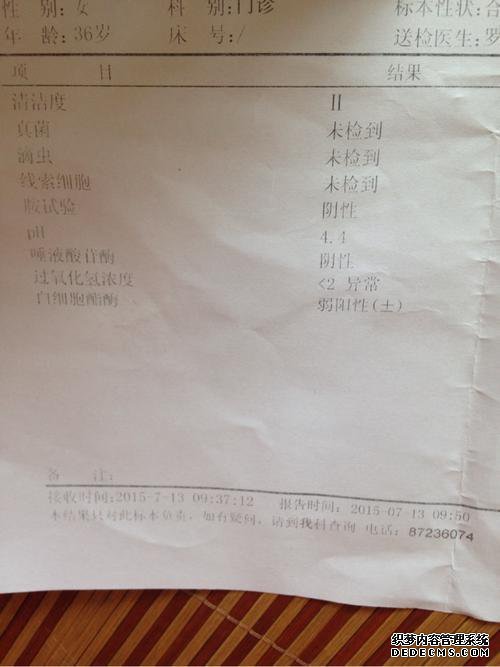 性 别:女 科 别:门诊 标本性状:合
年 龄:36岁 床 号:/ 送检医生:罗
项 目 结果
清洁度 II
真菌 未检到
滴虫 未检到
线索细胞 未检到
胺试验 阴性
pH 4.4
唾液酸苷酶 阴性
过氧化氢浓度 <2 异常
白细胞酯酶 弱阳性(±)
备 注:
接收时间:2015-7-13 09:37:12 报告时间: 2015-07-13 09:50
本结果只对此标本负责, 如有疑问, 请到我科查询 电话: 87236074
织梦内容管理系统
DEDECMS.COM